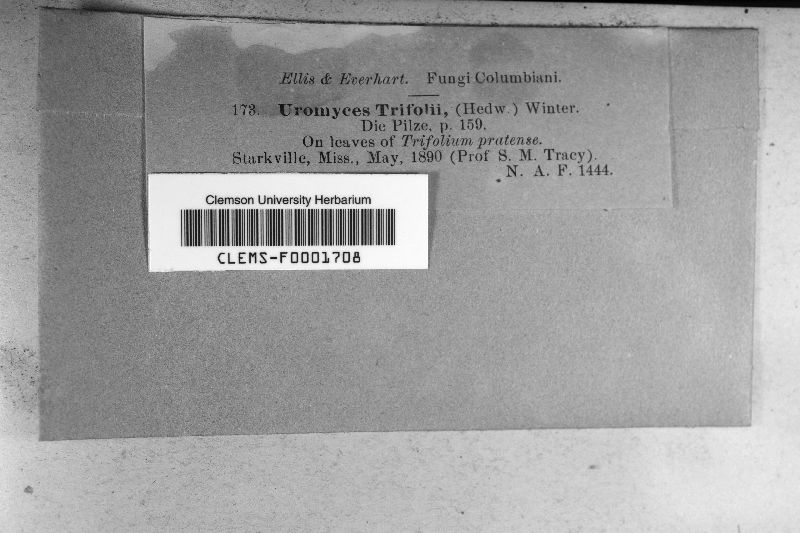 Ellis & Everhart. Fungi Columbiani.
173. Uromyces Trifolii, (Hedw.) Winter.
Die Pilze, p. 159.
On leaves of Trifolium pratense.
Starkville, Miss., May, 1890 (Prof S. M. Tracy).
N. A. F. 1444.
Clemson University Herbarium
CLEMS-F0001708